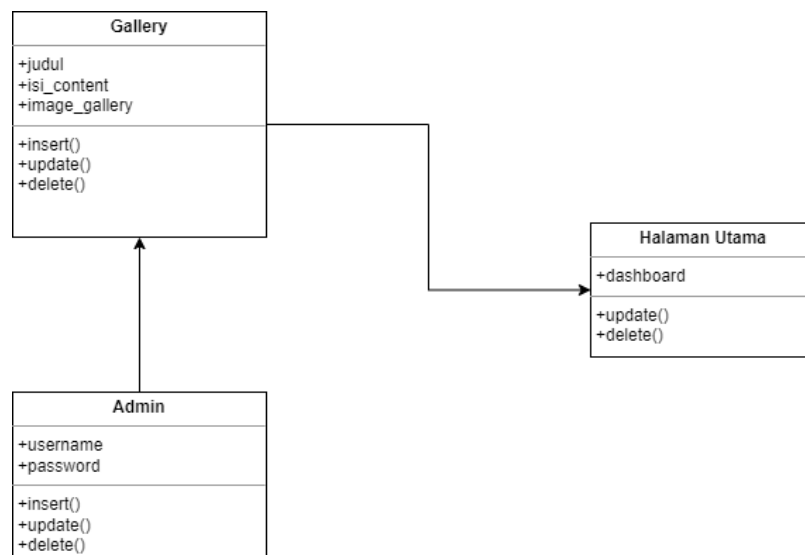 Gallery
+judul
+isi_content
+image_gallery
+insert()
+update()
+delete()
Halaman Utama
+dashboard
+update()
+delete()
Admin
+username
+password
+insert()
+update()
+delete()